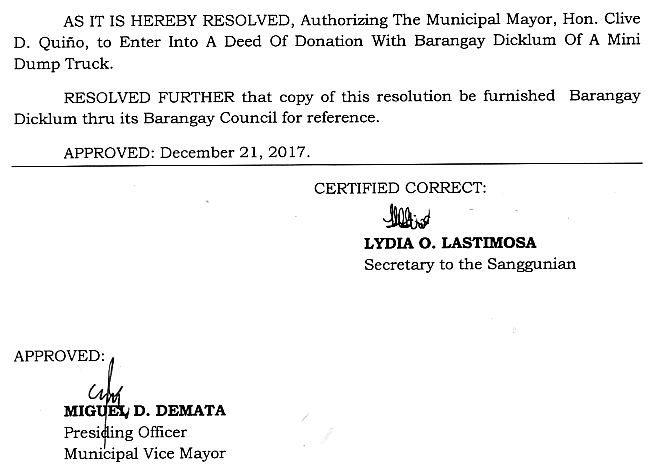 AS IT IS HEREBY RESOLVED, Authorizing The Municipal Mayor, Hon. Clive
D. Quiño, to Enter Into A Deed Of Donation With Barangay Dicklum Of A Mini
Dump Truck.
RESOLVED FURTHER that copy of this resolution be furnished Barangay
Dicklum thru its Barangay Council for reference.
APPROVED: December 21, 2017.
CERTIFIED CORRECT:
LYDIA O. LASTIMOSA
Secretary to the Sanggunian
APPROVED:
MIGUEL D. DEMATA
Presiding Officer
Municipal Vice Mayor